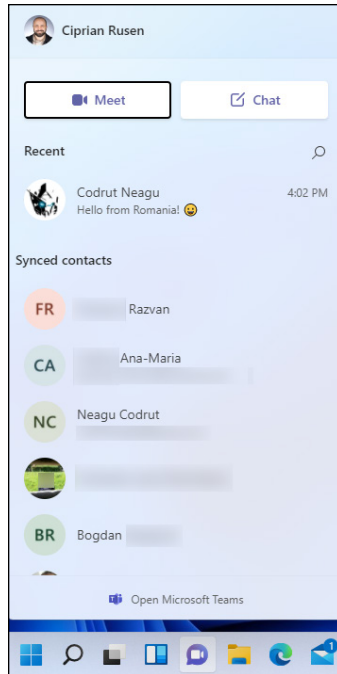 Ciprian Rusen
Meet
Chat
Recent
Codrut Neagu
4:02 PM
Hello from Romania! 😀
Synced contacts
FR
Razvan
CA
Ana-Maria
NC
Neagu Codrut
BR
Bogdan
Open Microsoft Teams
1